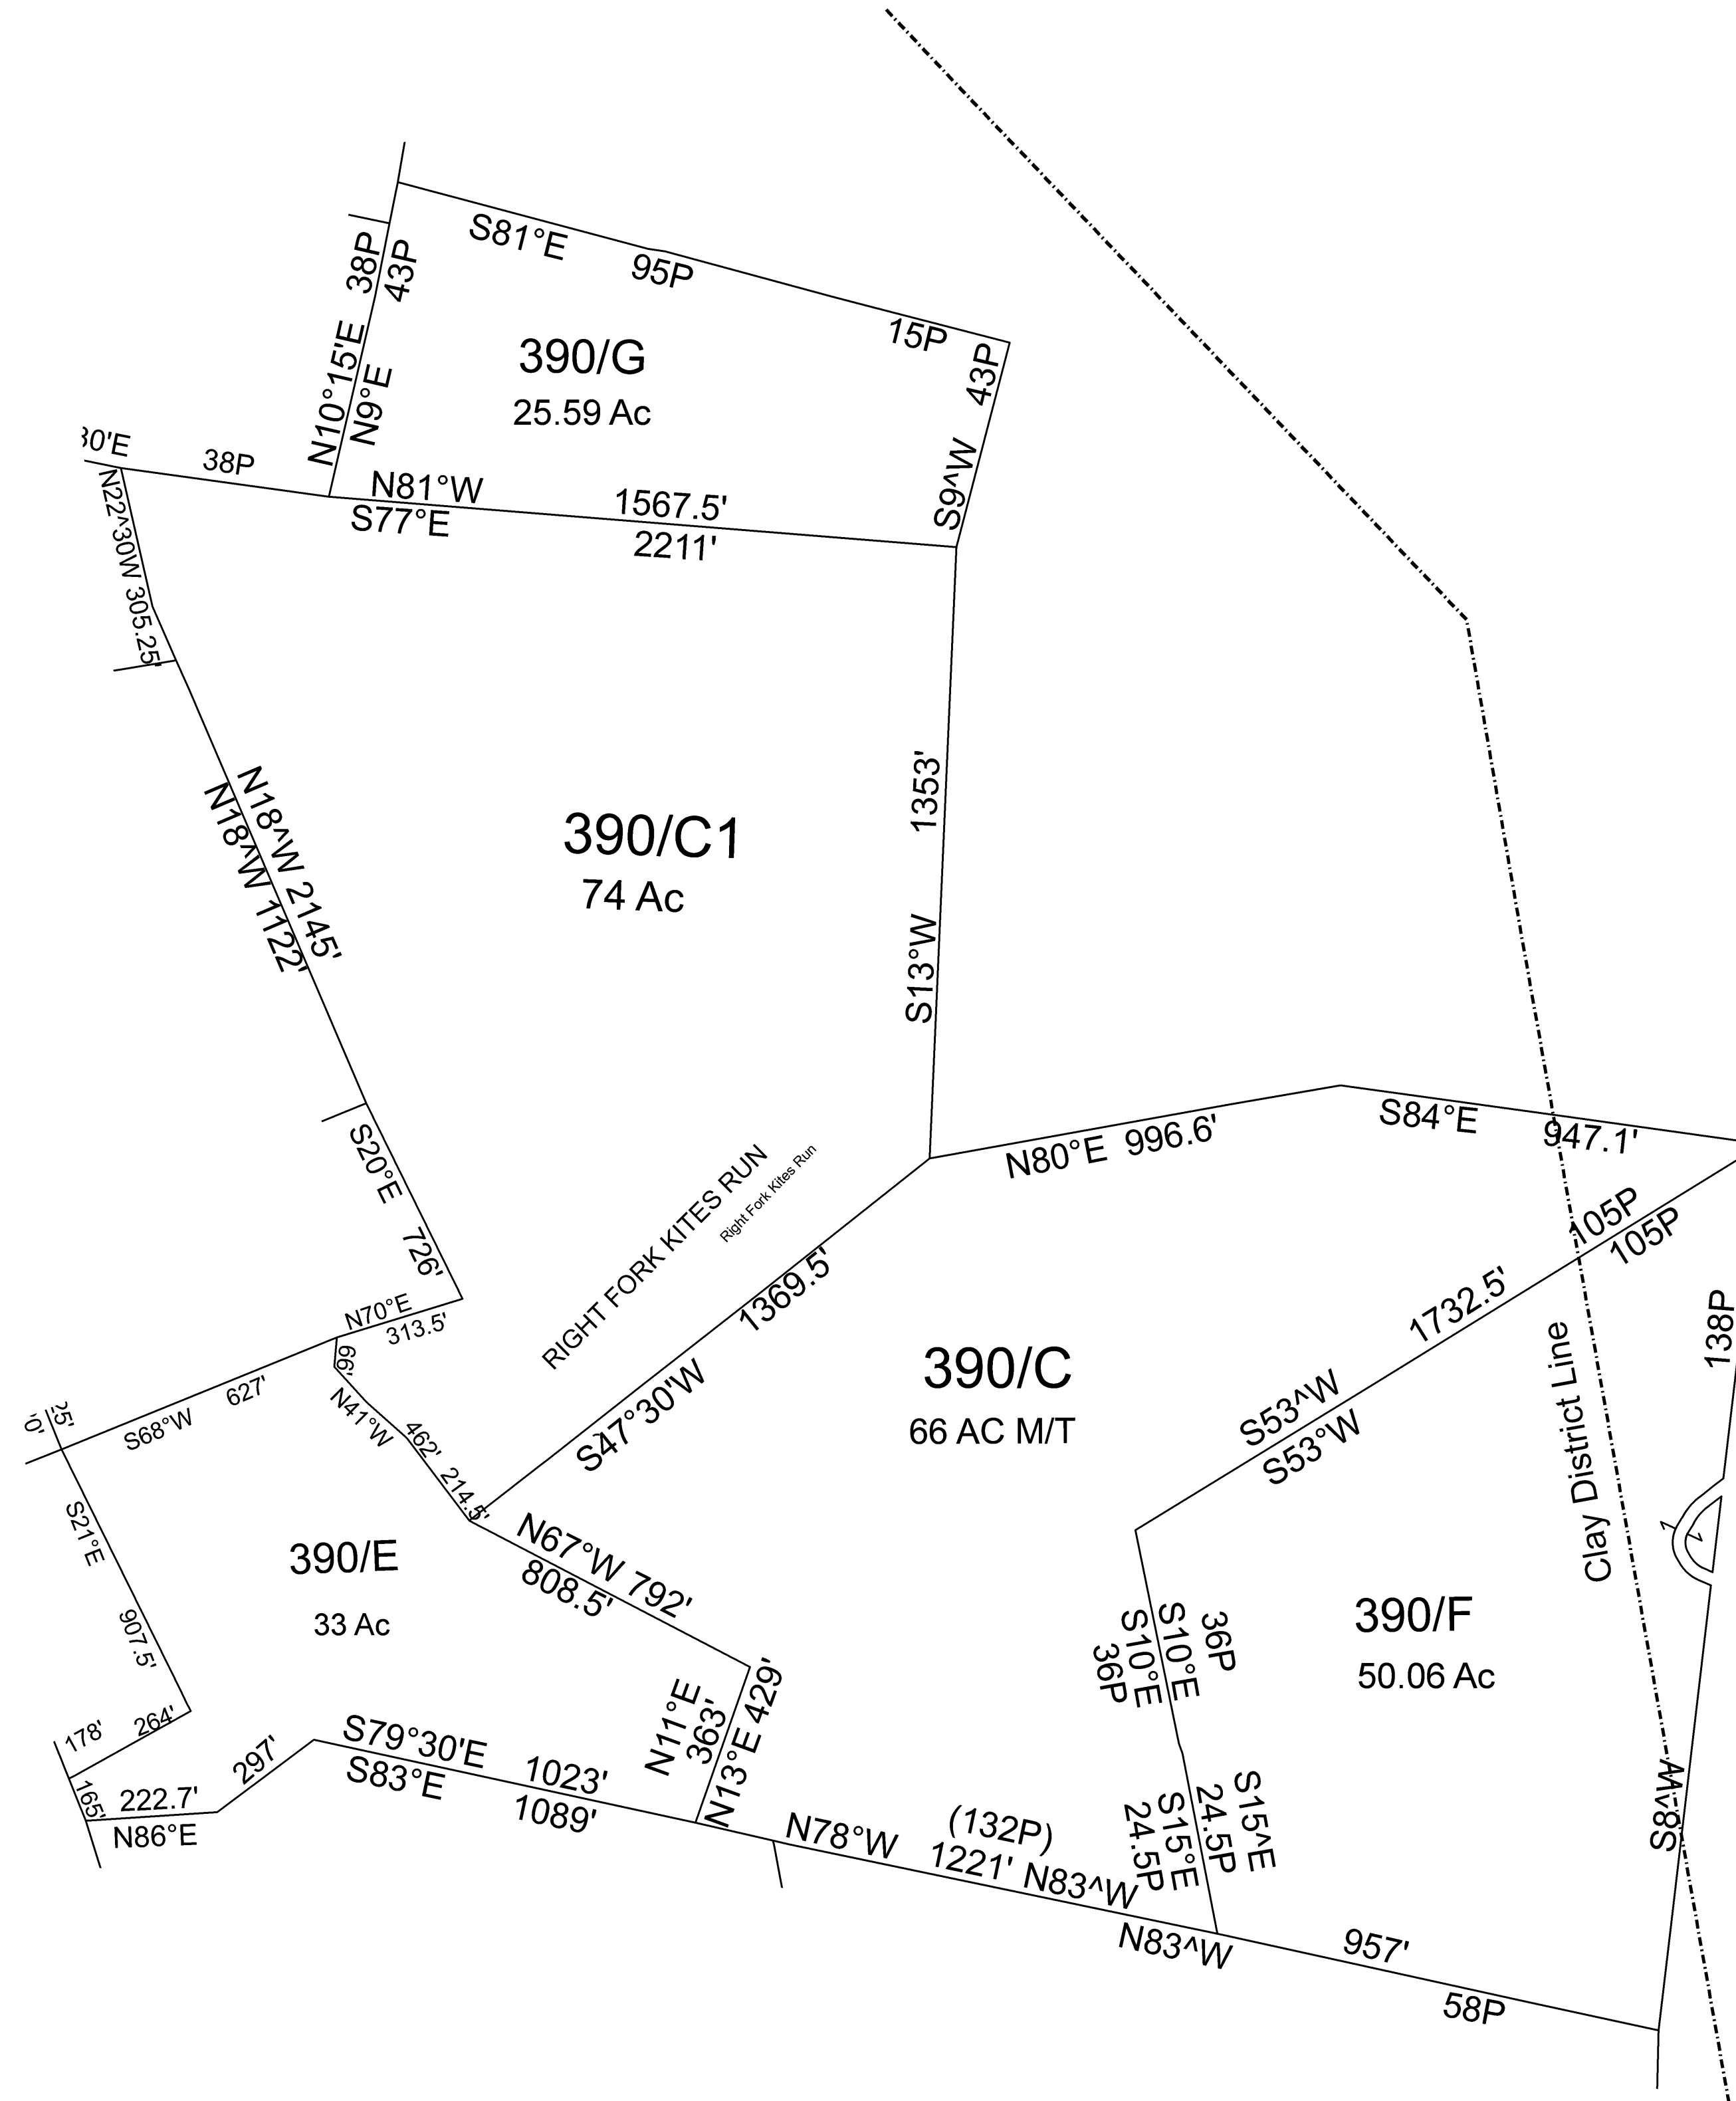 S81°E
95P
15P
38P
43P
N10°15'E
N9°E
390/G
25.59 Ac
43P
S9^W
30'E
38P
N81°W
1567.5'
S77°E
2211'
N22^30W 305.25'
N18^W 2145'
N18^W 1122'
390/C1
74 Ac
1353'
S13°W
S20°E
726'
RIGHT FORK KITES RUN
Right Fork Kites Run
N80°E 996.6'
S84°E
947.1'
105P
105P
1732.5'
S53^W
S53°W
138P
Clay District Line
N70°E
313.5'
66'
N41°W
462'
214.5'
S68°W
627'
25'
0'
S47°30'W
1369.5'
390/C
66 AC M/T
S21°E
907.5'
390/E
33 Ac
N67°W 792'
808.5'
N11°E
363'
N13°E 429'
178'
264'
165'
222.7'
N86°E
297'
S79°30'E
1023'
S83°E
1089'
S10°E
36P
S10°E
36P
390/F
50.06 Ac
1
1
S15^E
24.5P
S15°E
24.5P
S8^W
N78°W
(132P)
1221'
N83^W
N83^W
957'
58P